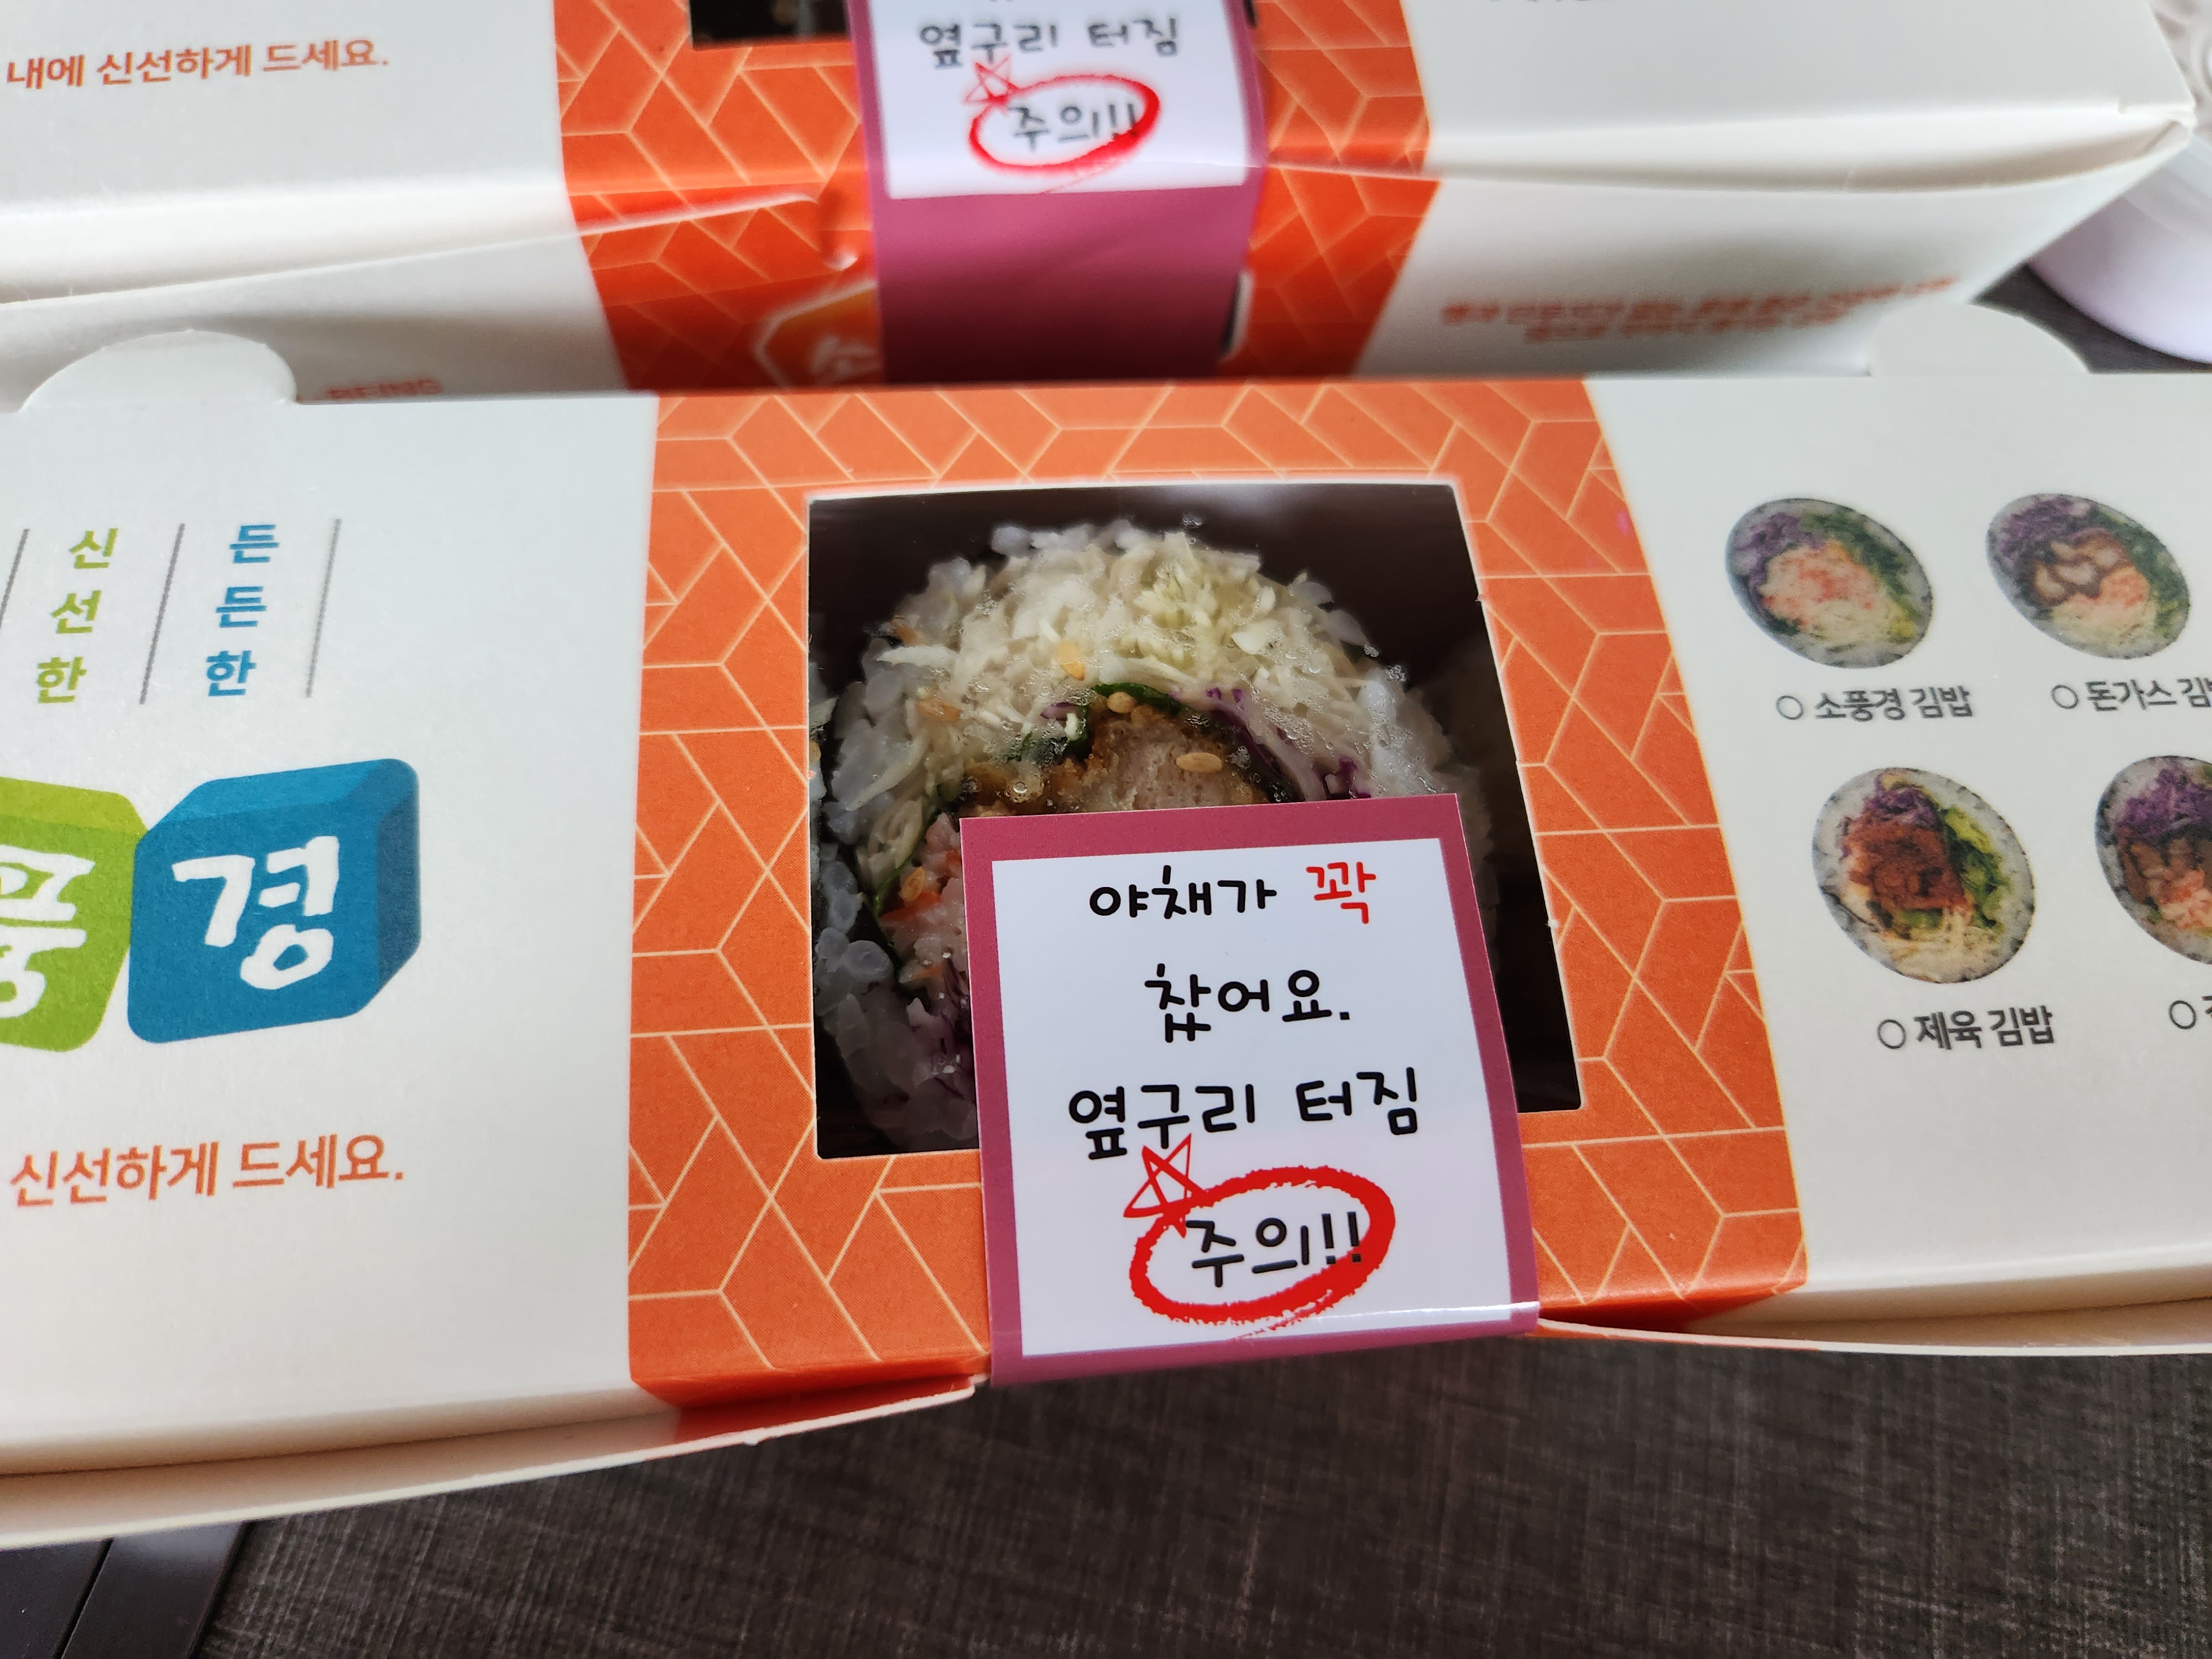 내에 신선하게 드세요.
옆구리 터짐
주의!!
신선한
든든한
풍경
신선하게 드세요.
야채가 꽉
찼어요.
옆구리 터짐
주의!!
○ 소풍경 김밥
○ 돈가스 김밥
○ 제육 김밥